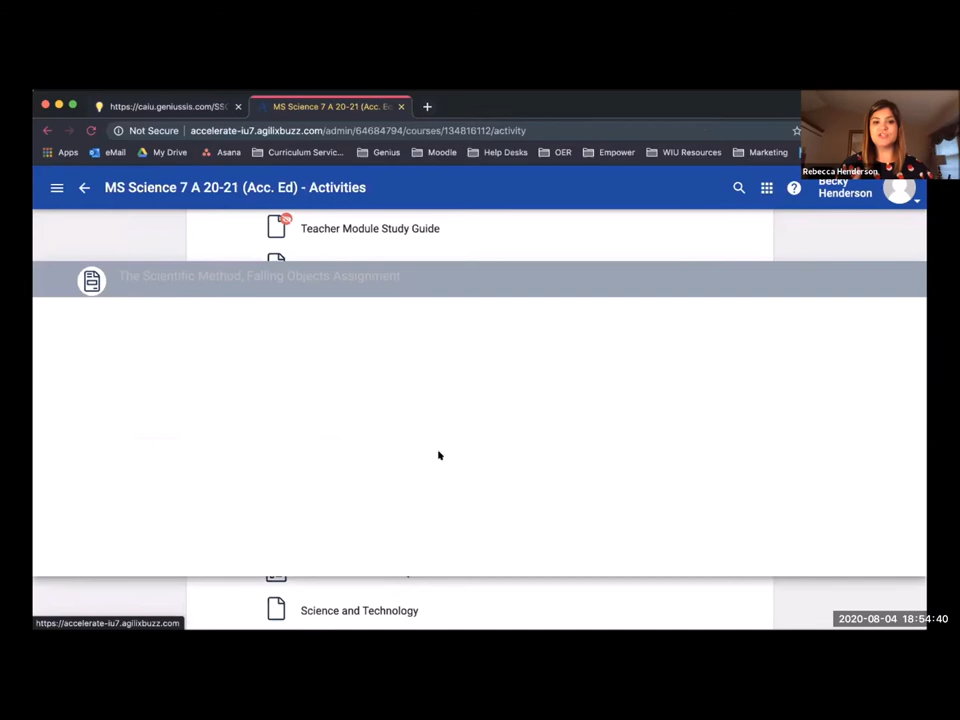 https://caiu.geniussis.com/SS
MS Science 7 A 20-21 (Acc. E
Not Secure accelerate-iu7.agilixbuzz.com/admin/64684794/courses/134816112/activity
Apps eMail My Drive Asana Curriculum Servic... Genius Moodle Help Desks OER Empower WIU Resources Marketing
Rebecca Henderson
MS Science 7 A 20-21 (Acc. Ed) - Activities
Becky
Henderson
Teacher Module Study Guide
The Scientific Method, Falling Objects Assignment
Science and Technology
https://accelerate-iu7.agilixbuzz.com
2020-08-04 18:54:40